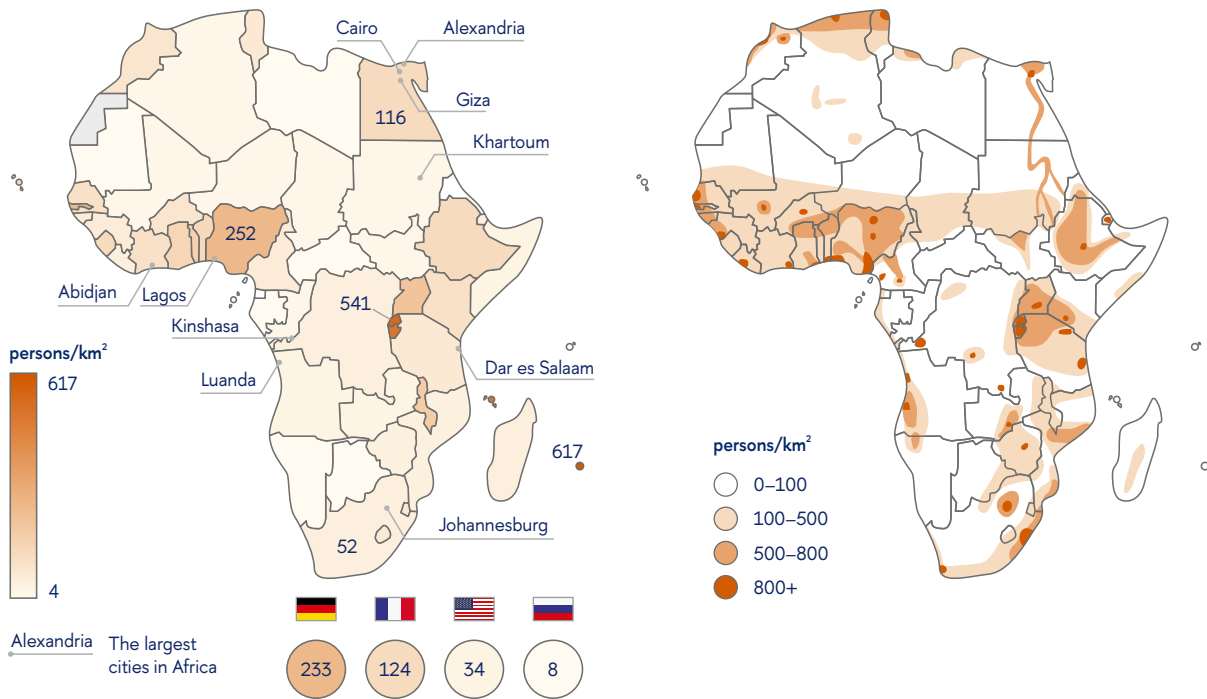 Cairo
Alexandria
Giza
116
Khartoum
252
Abidjan
Lagos
541
Kinshasa
persons/km²
617
Luanda
Dar es Salaam
617
Johannesburg
52
4
Alexandria
The largest
cities in Africa
233
124
34
8
persons/km²
0–100
100–500
500–800
800+